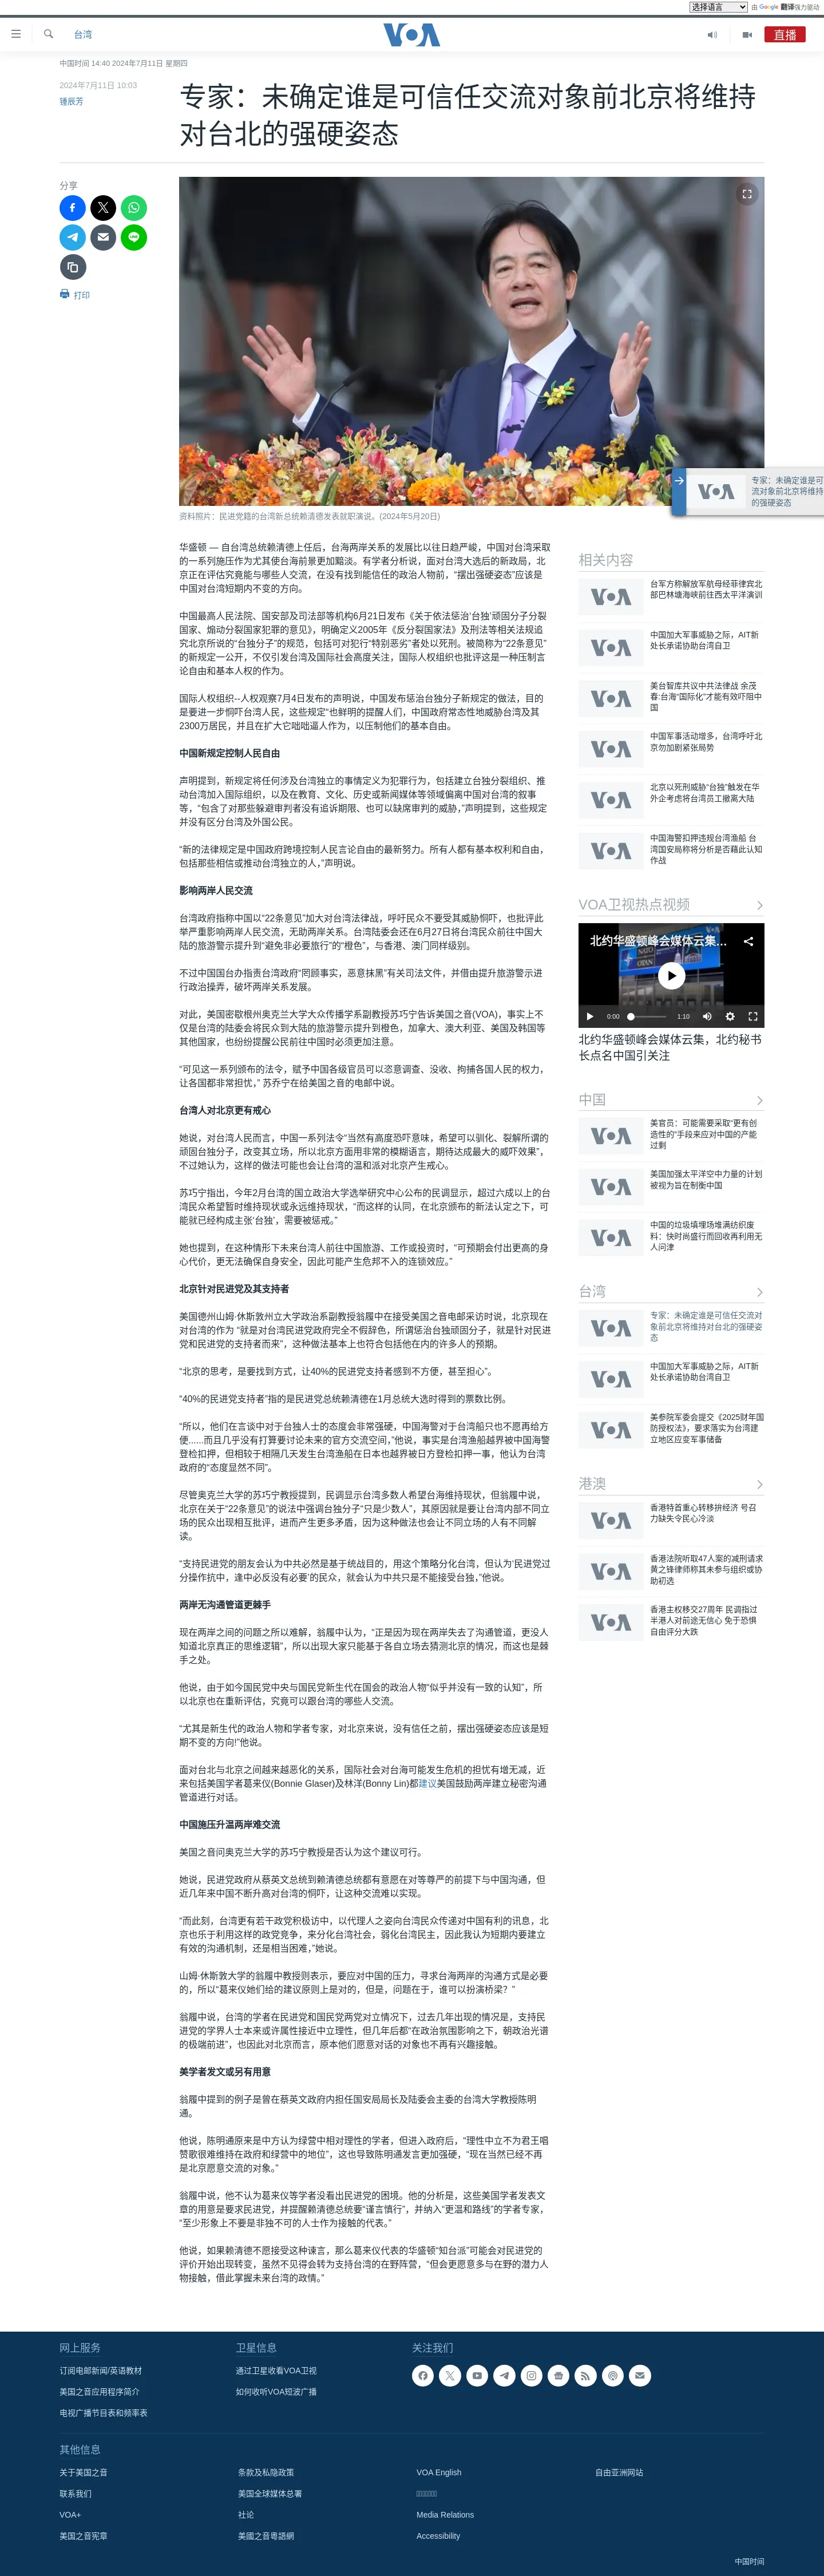 选择语言 由 Google 翻译强力驱动
台湾
VOA
直播
中国时间 14:40 2024年7月11日 星期四
2024年7月11日 10:03
锺辰芳
专家：未确定谁是可信任交流对象前北京将维持
对台北的强硬姿态
分享
打印
资料照片：民进党籍的台湾新总统赖清德发表就职演说。(2024年5月20日)
专家：未确定谁是可
流对象前北京将维持
的强硬姿态
华盛顿 — 自台湾总统赖清德上任后，台海两岸关系的发展比以往日趋严峻，中国对台湾采取
的一系列施压作为尤其使台海前景更加黯淡。有学者分析说，面对台湾大选后的新政局，北
京正在评估究竟能与哪些人交流，在没有找到能信任的政治人物前，“摆出强硬姿态”应该是
中国对台湾短期内不变的方向。
中国最高人民法院、国安部及司法部等机构6月21日发布《关于依法惩治‘台独’顽固分子分裂
国家、煽动分裂国家犯罪的意见》，明确定义2005年《反分裂国家法》及刑法等相关法规追
究北京所说的“台独分子”的规范，包括可对犯行“特别恶劣”者处以死刑。被简称为“22条意见”
的新规定一公开，不仅引发台湾及国际社会高度关注，国际人权组织也批评这是一种压制言
论自由和基本人权的作为。
国际人权组织--人权观察7月4日发布的声明说，中国发布惩治台独分子新规定的做法，目的
是要进一步恫吓台湾人民，这些规定“也鲜明的提醒人们，中国政府常态性地威胁台湾及其
2300万居民，并且在扩大它咄咄逼人作为，以压制他们的基本自由。
中国新规定控制人民自由
声明提到，新规定将任何涉及台湾独立的事情定义为犯罪行为，包括建立台独分裂组织、推
动台湾加入国际组织，以及在教育、文化、历史或新闻媒体等领域偏离中国对台湾的叙事
等，“包含了对那些躲避审判者没有追诉期限、也可以缺席审判的威胁，”声明提到，这些规定
并没有区分台湾及外国公民。
“新的法律规定是中国政府跨境控制人民言论自由的最新努力。所有人都有基本权利和自由，
包括那些相信或推动台湾独立的人，”声明说。
影响两岸人民交流
台湾政府指称中国以“22条意见”加大对台湾法律战，呼吁民众不要受其威胁恫吓，也批评此
举严重影响两岸人民交流，无助两岸关系。台湾陆委会还在6月27日将台湾民众前往中国大
陆的旅游警示提升到“避免非必要旅行”的“橙色”，与香港、澳门同样级别。
不过中国国台办指责台湾政府“罔顾事实，恶意抹黑”有关司法文件，并借由提升旅游警示进
行政治操弄，破坏两岸关系发展。
对此，美国密歇根州奥克兰大学大众传播学系副教授苏巧宁告诉美国之音(VOA)，事实上不
仅是台湾的陆委会将民众到大陆的旅游警示提升到橙色，加拿大、澳大利亚、美国及韩国等
其他国家，也纷纷提醒公民前往中国时必须更加注意。
“可见这一系列颁布的法令，赋予中国各级官员可以恣意调查、没收、拘捕各国人民的权力，
让各国都非常担忧，” 苏乔宁在给美国之音的电邮中说。
台湾人对北京更有戒心
她说，对台湾人民而言，中国一系列法令“当然有高度恐吓意味，希望可以驯化、裂解所谓的
顽固台独分子，改变其立场，所以北京方面用非常的模糊语言，期待达成最大的威吓效果”，
不过她认为，这样的做法可能也会让台湾的温和派对北京产生戒心。
苏巧宁指出，今年2月台湾的国立政治大学选举研究中心公布的民调显示，超过六成以上的台
湾民众希望暂时维持现状或永远维持现状，“而这样的认同，在北京颁布的新法认定之下，可
能就已经构成主张‘台独’，需要被惩戒。”
她也提到，在这种情形下未来台湾人前往中国旅游、工作或投资时，“可预期会付出更高的身
心代价，更无法确保自身安全，因此可能产生危邦不入的连锁效应。”
北京针对民进党及其支持者
美国德州山姆·休斯敦州立大学政治系副教授翁履中在接受美国之音电邮采访时说，北京现在
对台湾的作为 “就是对台湾民进党政府完全不假辞色，所谓惩治台独顽固分子，就是针对民进
党和民进党的支持者而来”，这种做法基本上也符合包括他在内的许多人的预期。
“北京的思考，是要找到方式，让40%的民进党支持者感到不方便，甚至担心”。
“40%的民进党支持者”指的是民进党总统赖清德在1月总统大选时得到的票数比例。
“所以，他们在言谈中对于台独人士的态度会非常强硬，中国海警对于台湾船只也不愿再给方
便......而且几乎没有打算要讨论未来的官方交流空间，”他说，事实是台湾渔船越界被中国海警
登检扣押，但相较于相隔几天发生台湾渔船在日本也越界被日方登检扣押一事，他认为台湾
政府的“态度显然不同”。
尽管奥克兰大学的苏巧宁教授提到，民调显示台湾多数人希望台海维持现状，但翁履中说，
北京在关于“22条意见”的说法中强调台独分子“只是少数人”，其原因就是要让台湾内部不同立
场的民众出现相互批评，进而产生更多矛盾，因为这种做法也会让不同立场的人有不同解
读。
“支持民进党的朋友会认为中共必然是基于统战目的，用这个策略分化台湾，但认为‘民进党过
分操作抗中，逢中必反没有必要’的民众，就会认为中共只是不能接受台独，”他说。
两岸无沟通管道更棘手
现在两岸之间的问题之所以难解，翁履中认为，“正是因为现在两岸失去了沟通管道，更没人
知道北京真正的思维逻辑”，所以出现大家只能基于各自立场去猜测北京的情况，而这也是棘
手之处。
他说，由于如今国民党中央与国民党新生代在国会的政治人物“似乎并没有一致的认知”，所
以北京也在重新评估，究竟可以跟台湾的哪些人交流。
“尤其是新生代的政治人物和学者专家，对北京来说，没有信任之前，摆出强硬姿态应该是短
期不变的方向!”他说。
面对台北与北京之间越来越恶化的关系，国际社会对台海可能发生危机的担忧有增无减，近
来包括美国学者葛来仪(Bonnie Glaser)及林洋(Bonny Lin)都建议美国鼓励两岸建立秘密沟通
管道进行对话。
中国施压升温两岸难交流
美国之音问奥克兰大学的苏巧宁教授是否认为这个建议可行。
她说，民进党政府从蔡英文总统到赖清德总统都有意愿在对等尊严的前提下与中国沟通，但
近几年来中国不断升高对台湾的恫吓，让这种交流难以实现。
“而此刻，台湾更有若干政党积极访中，以代理人之姿向台湾民众传递对中国有利的讯息，北
京也乐于利用这样的政党竞争，来分化台湾社会，弱化台湾民主，因此我认为短期内要建立
有效的沟通机制，还是相当困难，”她说。
山姆·休斯敦大学的翁履中教授则表示，要应对中国的压力，寻求台海两岸的沟通方式是必要
的，所以“葛来仪她们给的建议原则上是对的，但是，问题在于，谁可以扮演桥梁？ ”
翁履中说，台湾的学者在民进党和国民党两党对立情况下，过去几年出现的情况是，支持民
进党的学界人士本来或许属性接近中立理性，但几年后都“在政治氛围影响之下，朝政治光谱
的极端前进”，也因此对北京而言，原本他们愿意对话的对象也不再有兴趣接触。
美学者发文或另有用意
翁履中提到的例子是曾在蔡英文政府内担任国安局局长及陆委会主委的台湾大学教授陈明
通。
他说，陈明通原来是中方认为绿营中相对理性的学者，但进入政府后，“理性中立不为君王唱
赞歌很难维持在政府和绿营中的地位”，这也导致陈明通发言更加强硬，“现在当然已经不再
是北京愿意交流的对象。”
翁履中说，他不认为葛来仪等学者没看出民进党的困境。他的分析是，这些美国学者发表文
章的用意是要求民进党，并提醒赖清德总统要“谨言慎行”，并纳入“更温和路线”的学者专家，
“至少形象上不要是非独不可的人士作为接触的代表。”
他说，如果赖清德不愿接受这种谏言，那么葛来仪代表的华盛顿“知台派”可能会对民进党的
评价开始出现转变，虽然不见得会转为支持台湾的在野阵营，“但会更愿意多与在野的潜力人
物接触，借此掌握未来台湾的政情。”
相关内容
台军方称解放军航母经菲律宾北
部巴林塘海峡前往西太平洋演训
中国加大军事威胁之际，AIT新
处长承诺协助台湾自卫
美台智库共议中共法律战 余茂
春:台海“国际化”才能有效吓阻中
国
中国军事活动增多，台湾呼吁北
京勿加剧紧张局势
北京以死刑威胁“台独”触发在华
外企考虑将台湾员工撤离大陆
中国海警扣押违规台湾渔船 台
湾国安局称将分析是否藉此认知
作战
VOA卫视热点视频
北约华盛顿峰会媒体云集...
0:00
1:10
北约华盛顿峰会媒体云集，北约秘书
长点名中国引关注
中国
美官员：可能需要采取“更有创
造性的”手段来应对中国的产能
过剩
美国加强太平洋空中力量的计划
被视为旨在制衡中国
中国的垃圾填埋场堆满纺织废
料：快时尚盛行而回收再利用无
人问津
台湾
专家：未确定谁是可信任交流对
象前北京将维持对台北的强硬姿
态
中国加大军事威胁之际，AIT新
处长承诺协助台湾自卫
美参院军委会提交《2025财年国
防授权法》，要求落实为台湾建
立地区应变军事储备
港澳
香港特首重心转移拚经济 号召
力缺失令民心冷淡
香港法院听取47人案的减刑请求
黄之锋律师称其未参与组织或协
助初选
香港主权移交27周年 民调指过
半港人对前途无信心 免于恐惧
自由评分大跌
网上服务
订阅电邮新闻/英语教材
美国之音应用程序简介
电视广播节目表和频率表
卫星信息
通过卫星收看VOA卫视
如何收听VOA短波广播
关注我们
其他信息
关于美国之音
条款及私隐政策
VOA English
自由亚洲网站
联系我们
美国全球媒体总署
VOA+
社论
Media Relations
美国之音宪章
美國之音粵語網
Accessibility
中国时间